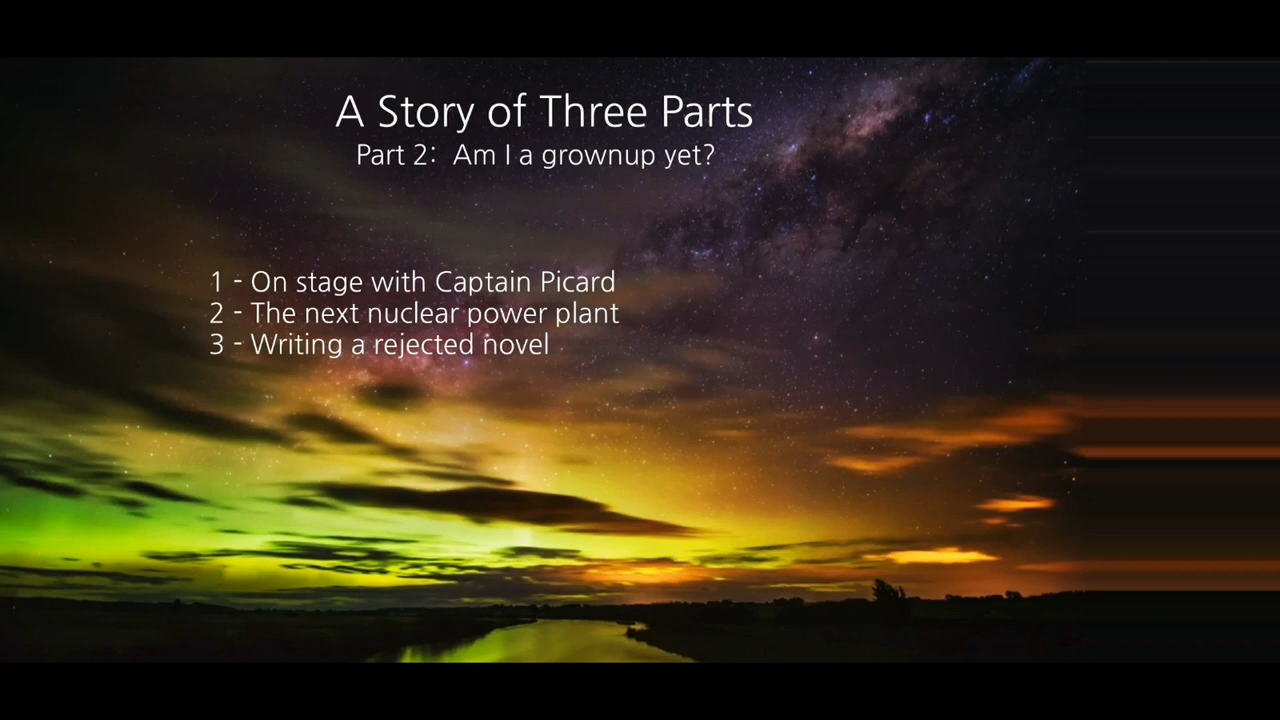 A Story of Three Parts
Part 2: Am I a grownup yet?
1 - On stage with Captain Picard
2 - The next nuclear power plant
3 - Writing a rejected novel